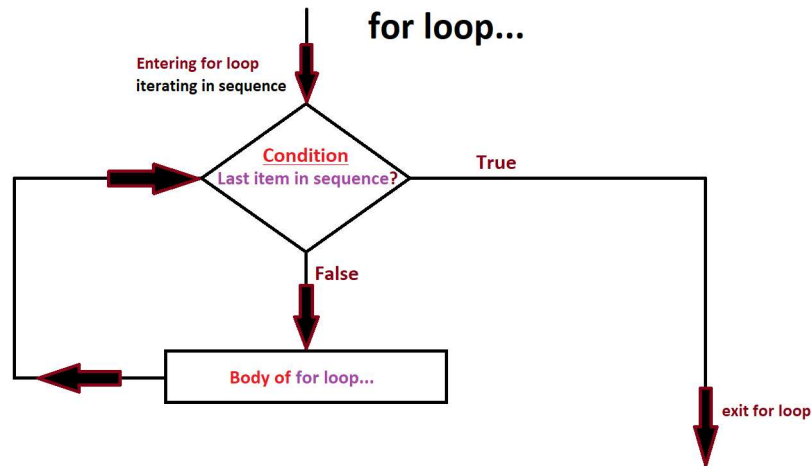 for loop...
Entering for loop
iterating in sequence
Condition
Last item in sequence?
True
False
Body of for loop...
exit for loop